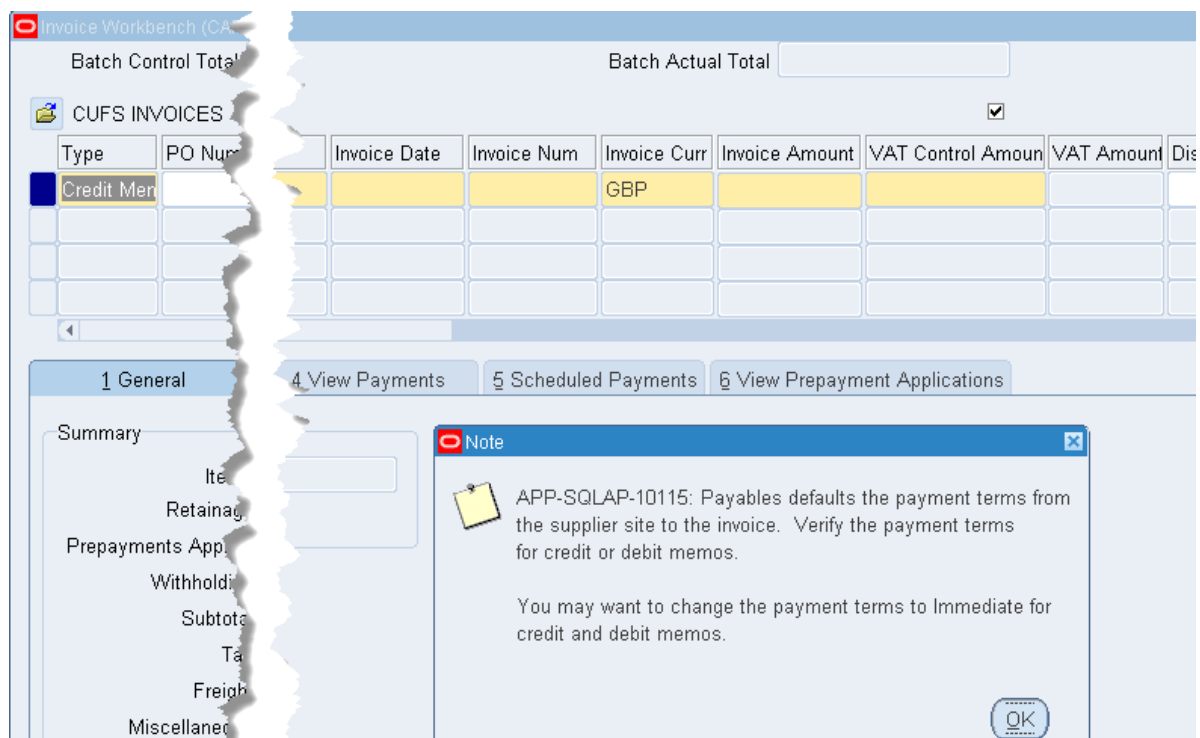 Invoice Workbench (CA
Batch Control Total
Batch Actual Total
CUFS INVOICES
Type PO Num Invoice Date Invoice Num Invoice Curr Invoice Amount VAT Control Amoun VAT Amount Dis
Credit Mem GBP
1 General 4 View Payments 5 Scheduled Payments 6 View Prepayment Applications
Summary
Note
Retainag
Prepayments App
Withholdi
Subtota
Ta
Freigh
Miscellaneo
APP-SQLAP-10115: Payables defaults the payment terms from
the supplier site to the invoice. Verify the payment terms
for credit or debit memos.
You may want to change the payment terms to Immediate for
credit and debit memos.
OK